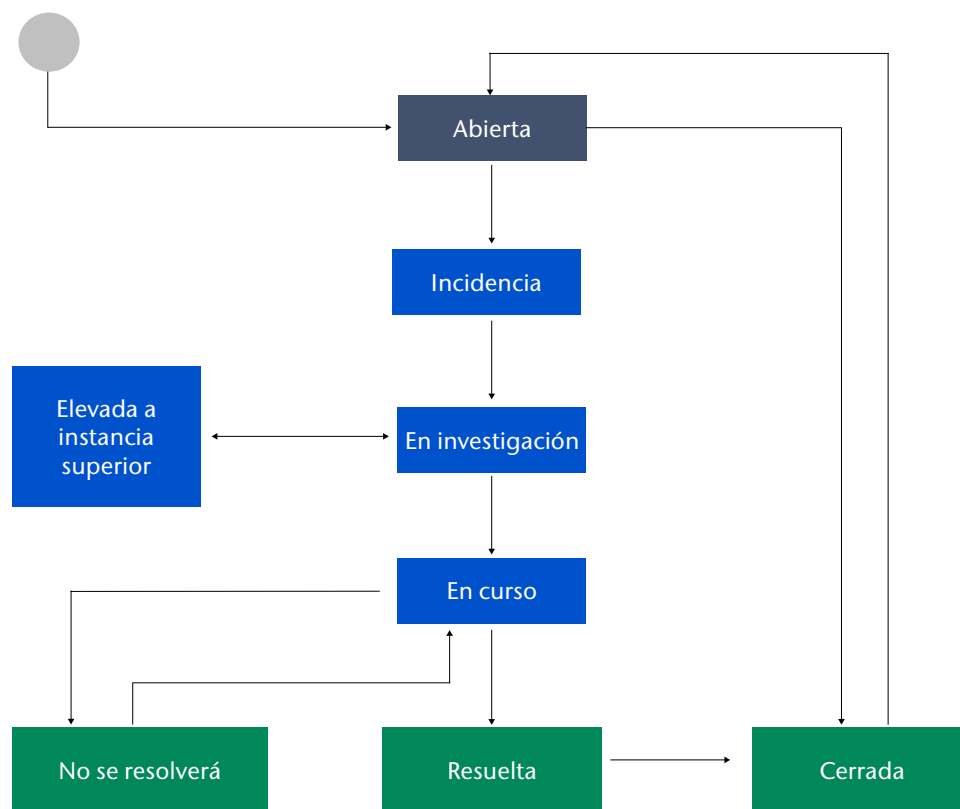 Abierta
Incidencia
Elevada a
instancia
superior
En investigación
En curso
No se resolverá
Resuelta
Cerrada